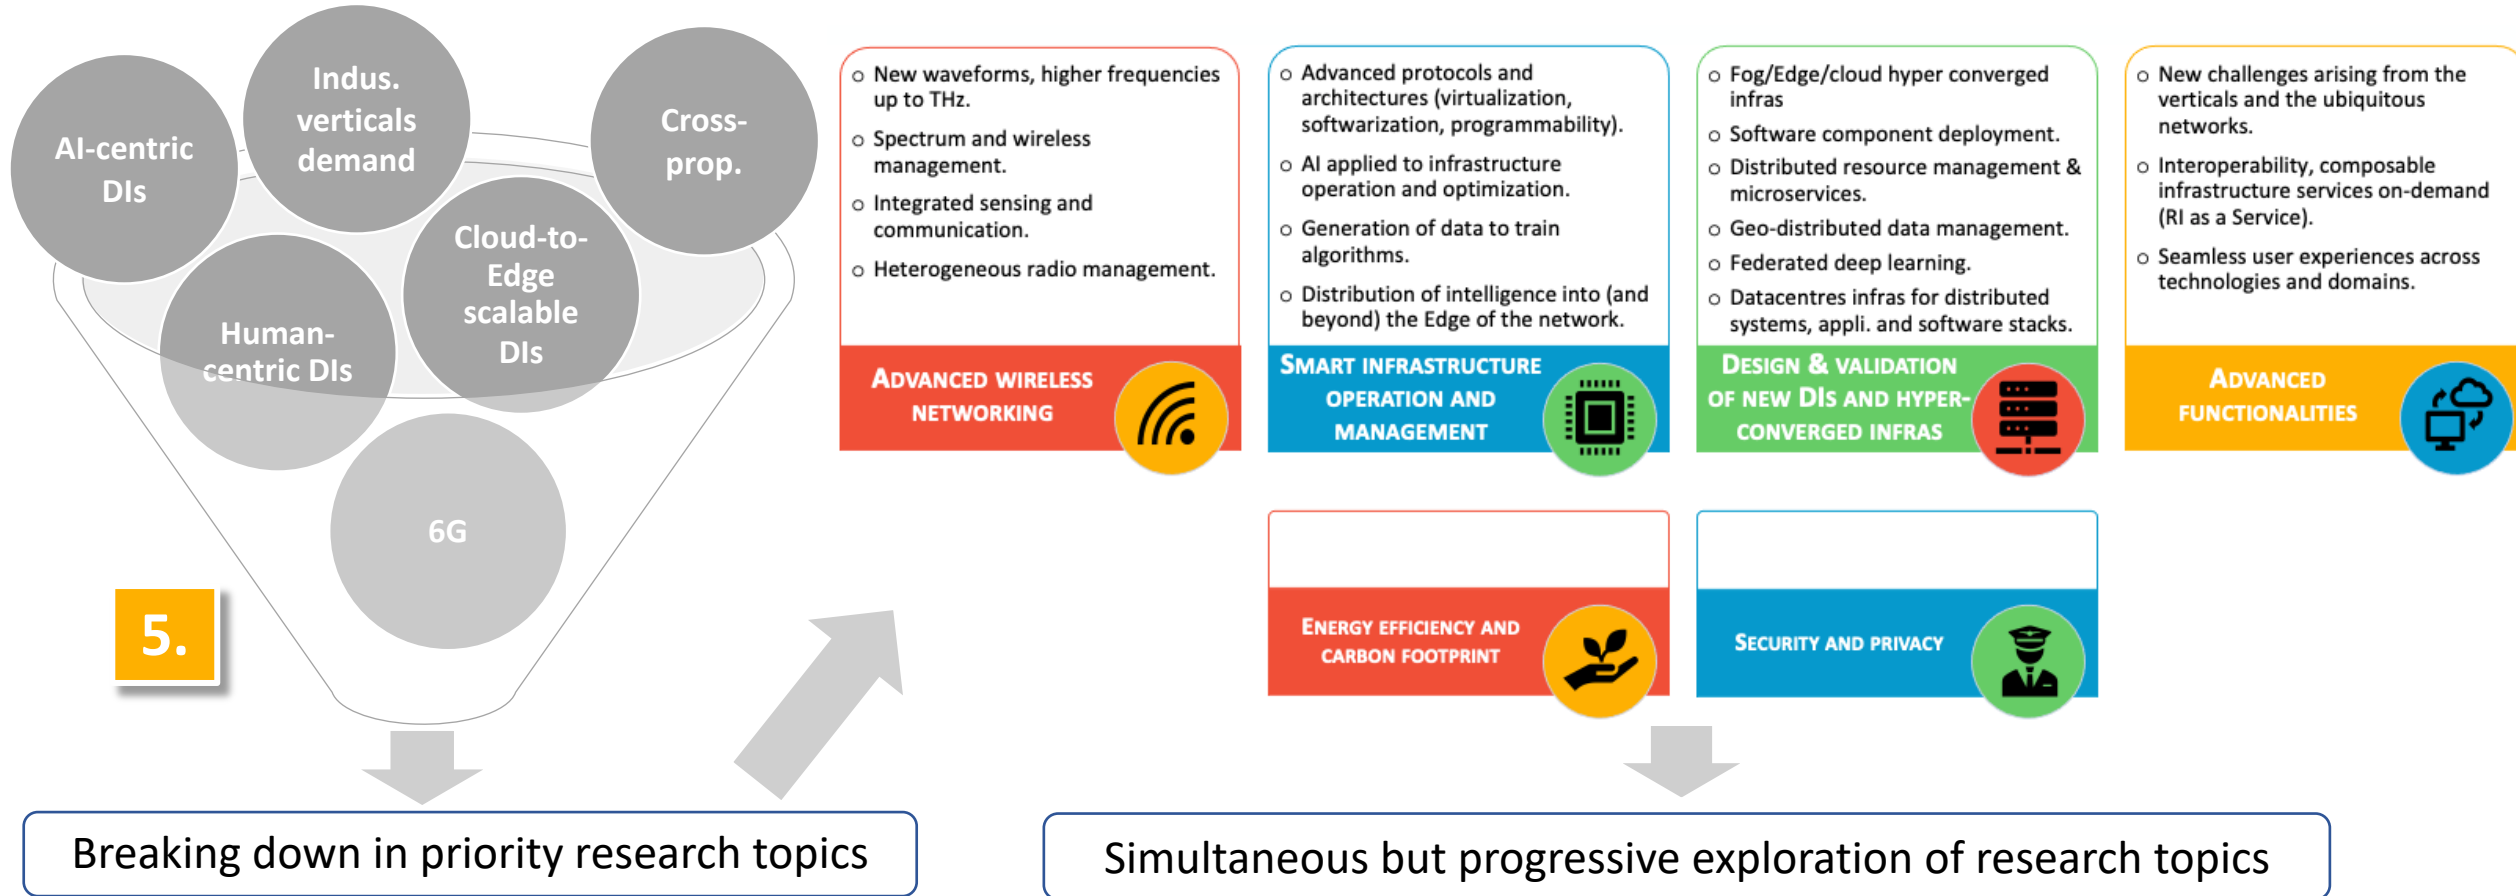 AI-centric
DIs
Indus.
verticals
demand
Cross-
prop.
Human-
centric DIs
Cloud-to-
Edge
scalable
DIs
6G
5.
Breaking down in priority research topics
○ New waveforms, higher frequencies
up to THz.
○ Spectrum and wireless
management.
○ Integrated sensing and
communication.
○ Heterogeneous radio management.
ADVANCED WIRELESS
NETWORKING
○ Advanced protocols and
architectures (virtualization,
softwarization, programmability).
○ AI applied to infrastructure
operation and optimization.
○ Generation of data to train
algorithms.
○ Distribution of intelligence into (and
beyond) the Edge of the network.
SMART INFRASTRUCTURE
OPERATION AND
MANAGEMENT
○ Fog/Edge/cloud hyper converged
infras
○ Software component deployment.
○ Distributed resource management &
microservices.
○ Geo-distributed data management.
○ Federated deep learning.
○ Datacentres infras for distributed
systems, appli. and software stacks.
DESIGN & VALIDATION
OF NEW DIS AND HYPER-
CONVERGED INFRAS
○ New challenges arising from the
verticals and the ubiquitous
networks.
○ Interoperability, composable
infrastructure services on-demand
(RI as a Service).
○ Seamless user experiences across
technologies and domains.
ADVANCED
FUNCTIONALITIES
ENERGY EFFICIENCY AND
CARBON FOOTPRINT
SECURITY AND PRIVACY
Simultaneous but progressive exploration of research topics